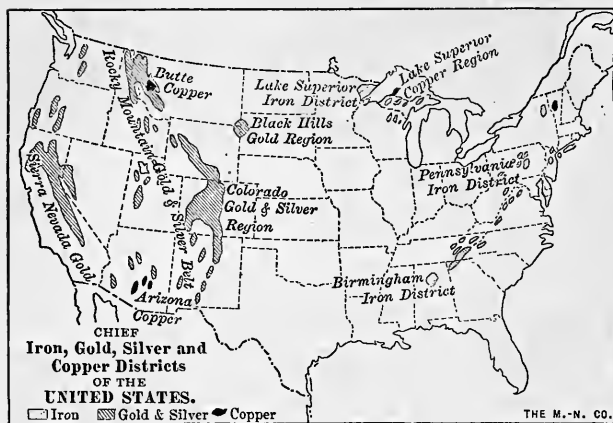 Butte
Copper
Rocky Mountain Gold & Silver Belt
Lake Superior
Iron District
Lake Superior
Copper Region
Black Hills
Gold Region
Pennsylvania
Iron District
Sierra Nevada Gold
Colorado
Gold & Silver
Region
Birmingham
Iron District
Arizona
Copper
CHIEF
Iron, Gold, Silver and
Copper Districts
OF THE
UNITED STATES.
Iron Gold & Silver Copper
THE M.-N. CO.